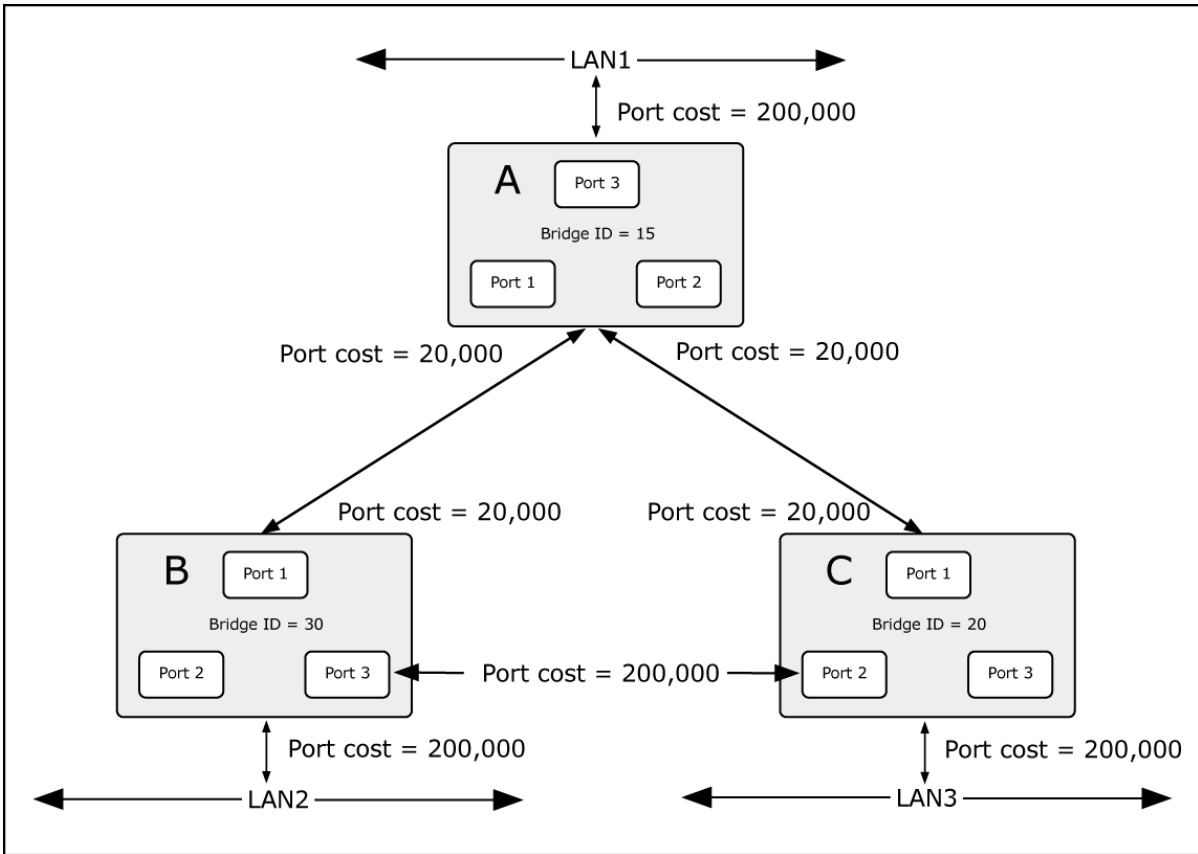 LAN1
Port cost = 200,000
A
Port 3
Bridge ID = 15
Port 1
Port 2
Port cost = 20,000
Port cost = 20,000
Port cost = 20,000
Port cost = 20,000
B
Port 1
Bridge ID = 30
Port 2
Port 3
C
Port 1
Bridge ID = 20
Port 2
Port 3
Port cost = 200,000
Port cost = 200,000
Port cost = 200,000
LAN2
LAN3